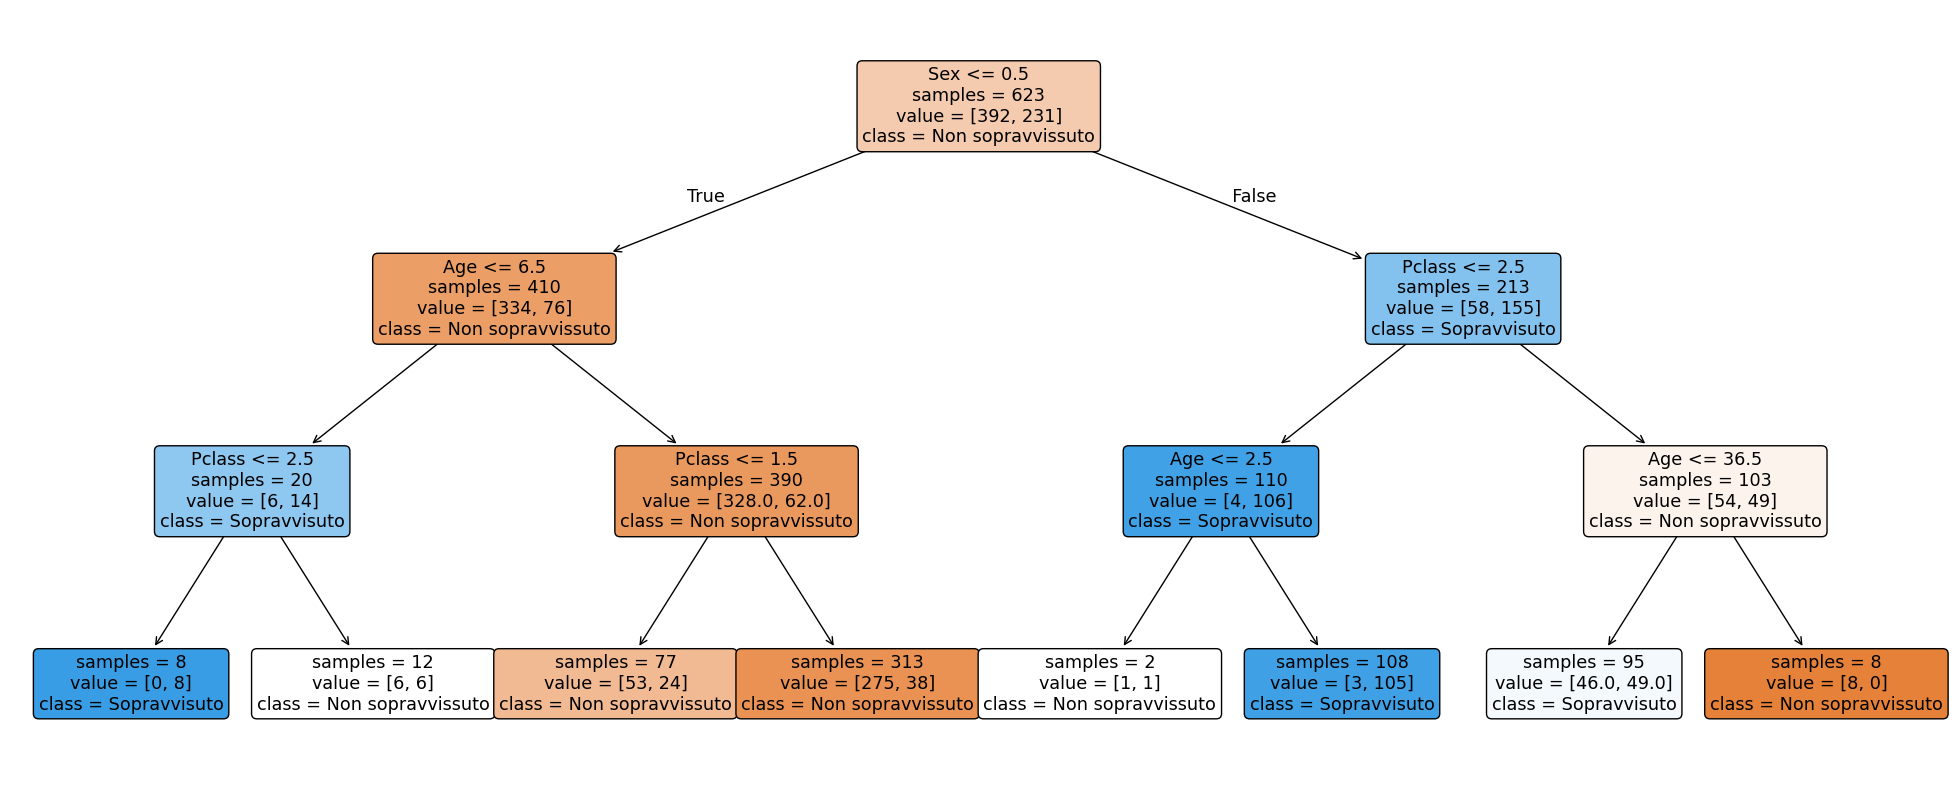 Sex <= 0.5
samples = 623
value = [392, 231]
class = Non sopravvissuto
True
False
Age <= 6.5
samples = 410
value = [334, 76]
class = Non sopravvissuto
Pclass <= 2.5
samples = 213
value = [58, 155]
class = Sopravvisuto
Pclass <= 2.5
samples = 20
value = [6, 14]
class = Sopravvisuto
Pclass <= 1.5
samples = 390
value = [328.0, 62.0]
class = Non sopravvissuto
Age <= 2.5
samples = 110
value = [4, 106]
class = Sopravvisuto
Age <= 36.5
samples = 103
value = [54, 49]
class = Non sopravvissuto
samples = 8
value = [0, 8]
class = Sopravvisuto
samples = 12
value = [6, 6]
class = Non sopravvissuto
samples = 77
value = [53, 24]
class = Non sopravvissuto
samples = 313
value = [275, 38]
class = Non sopravvissuto
samples = 2
value = [1, 1]
class = Non sopravvissuto
samples = 108
value = [3, 105]
class = Sopravvisuto
samples = 95
value = [46.0, 49.0]
class = Sopravvisuto
samples = 8
value = [8, 0]
class = Non sopravvissuto